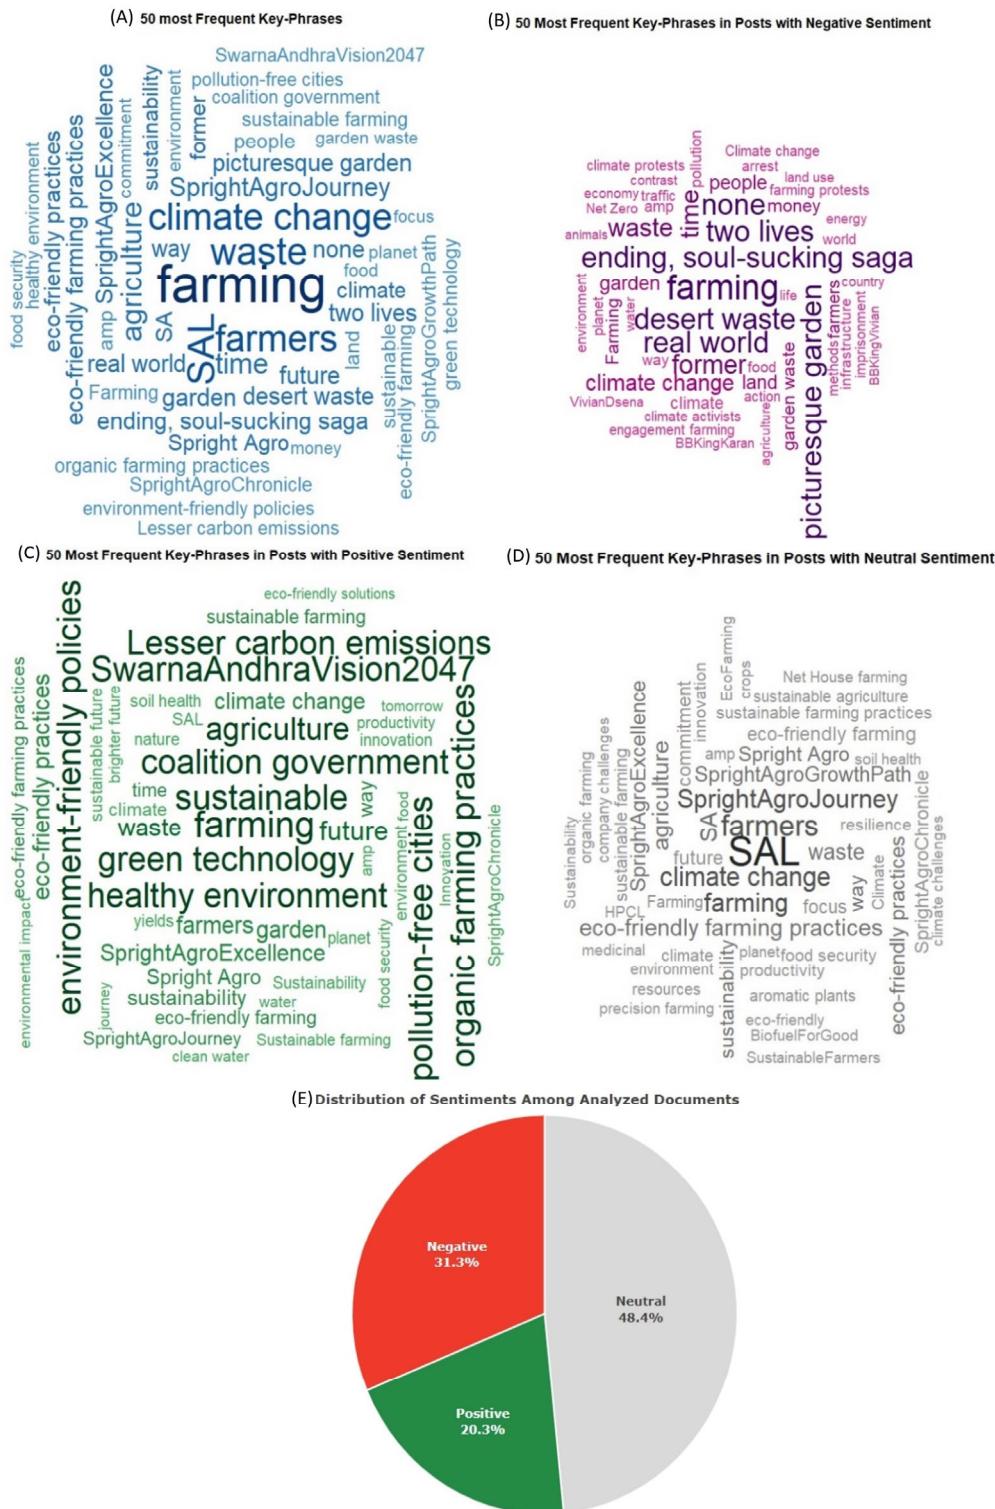 (A) 50 most Frequent Key-Phrases
SwarnaAndhraVision2047
pollution-free cities
coalition government
sustainable farming
people
garden waste
picturesque garden
SprightAgroJourney
climate change
focus
way
waste
none
planet
farming
food
climate
two lives
SAL
farmers
real world
time
future
land
Farming
garden
desert waste
ending, soul-sucking saga
Spright Agro
money
organic farming practices
SprightAgroChronicle
environment-friendly policies
Lesser carbon emissions
food security
healthy environment
eco-friendly practices
eco-friendly farming practices
amp
SprightAgroExcellence
commitment
agriculture
sustainability
SA
environment
former
sustainable
eco-friendly farming
SprightAgroGrowthPath
green technology
(B) 50 Most Frequent Key-Phrases in Posts with Negative Sentiment
pollution
Climate change
climate protests
arrest
contrast
people
land use
economy
traffic
farming protests
Net Zero
amp
time
none
money
animals
waste
two lives
energy
world
ending, soul-sucking saga
garden
farming
life
country
environment
planet
Farming
water
desert waste
real world
way
former
food
climate change
land
action
VivianDsena
climate
climate activists
engagement farming
BBKingKaran
agriculture
garden waste
picturesque garden
methods
farmers
infrastructure
imprisonment
BBKingVivian
(C) 50 Most Frequent Key-Phrases in Posts with Positive Sentiment
eco-friendly solutions
sustainable farming
Lesser carbon emissions
SwarnaAndhraVision2047
soil health
climate change
tomorrow
SAL
agriculture
productivity
nature
innovation
coalition government
time
sustainable
way
climate
waste
farming
future
green technology
healthy environment
yields
farmers
garden
planet
SprightAgroExcellence
Spright Agro
Sustainability
sustainability
water
eco-friendly farming
SprightAgroJourney
Sustainable farming
clean water
eco-friendly farming practices
environmental impact
eco-friendly practices
environment-friendly policies
sustainable future
brighter future
journey
amp
food security
environment
food
pollution-free cities
Innovation
organic farming practices
SprightAgroChronicle
(D) 50 Most Frequent Key-Phrases in Posts with Neutral Sentiment
EcoFarming
crops
Net House farming
sustainable agriculture
sustainable farming practices
eco-friendly farming
amp
Spright Agro
soil health
SprightAgroGrowthPath
SprightAgroJourney
SA
farmers
resilience
future
SAL
waste
climate change
way
Climate
HPCL
Farming
farming
focus
eco-friendly farming practices
medicinal
climate
planet
food security
environment
productivity
resources
precision farming
aromatic plants
eco-friendly
BiofuelForGood
SustainableFarmers
Sustainability
organic farming
company challenges
sustainable farming
SprightAgroExcellence
agriculture
commitment
innovation
sustainability
eco-friendly practices
SprightAgroChronicle
climate challenges
(E) Distribution of Sentiments Among Analyzed Documents
Negative
31.3%
Neutral
48.4%
Positive
20.3%